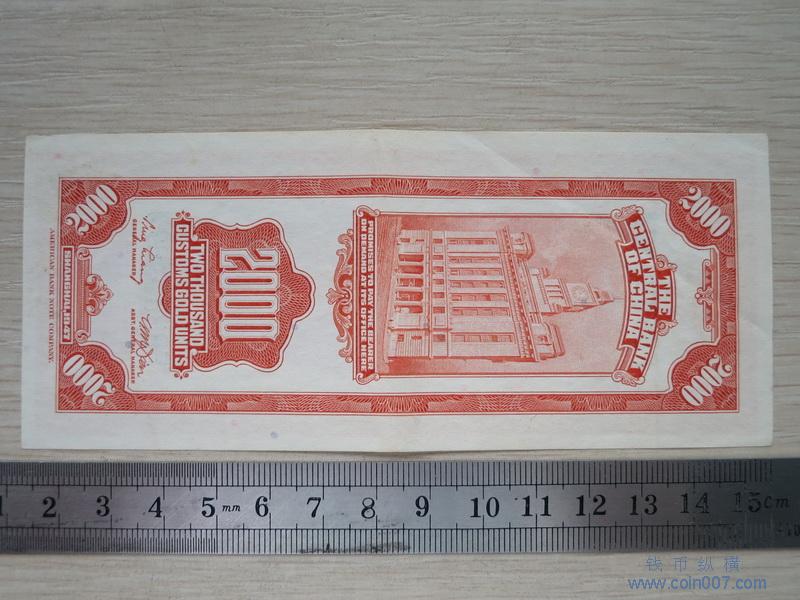 THE
CENTRAL BANK
OF CHINA
2000
2000
PROMISES TO PAY THE BEARER
ON DEMAND AT ITS OFFICE HERE
2000
TWO THOUSAND
CUSTOMS GOLD UNITS
GENERAL MANAGER
ASST. GENERAL MANAGER
2000
SHANGHAI, 1947
2000
AMERICAN BANK NOTE COMPANY.
1 2 3 4 5 mm 6 7 8 9 10 11 12 13 14 15 cm
钱币纵横
www.coin007.com